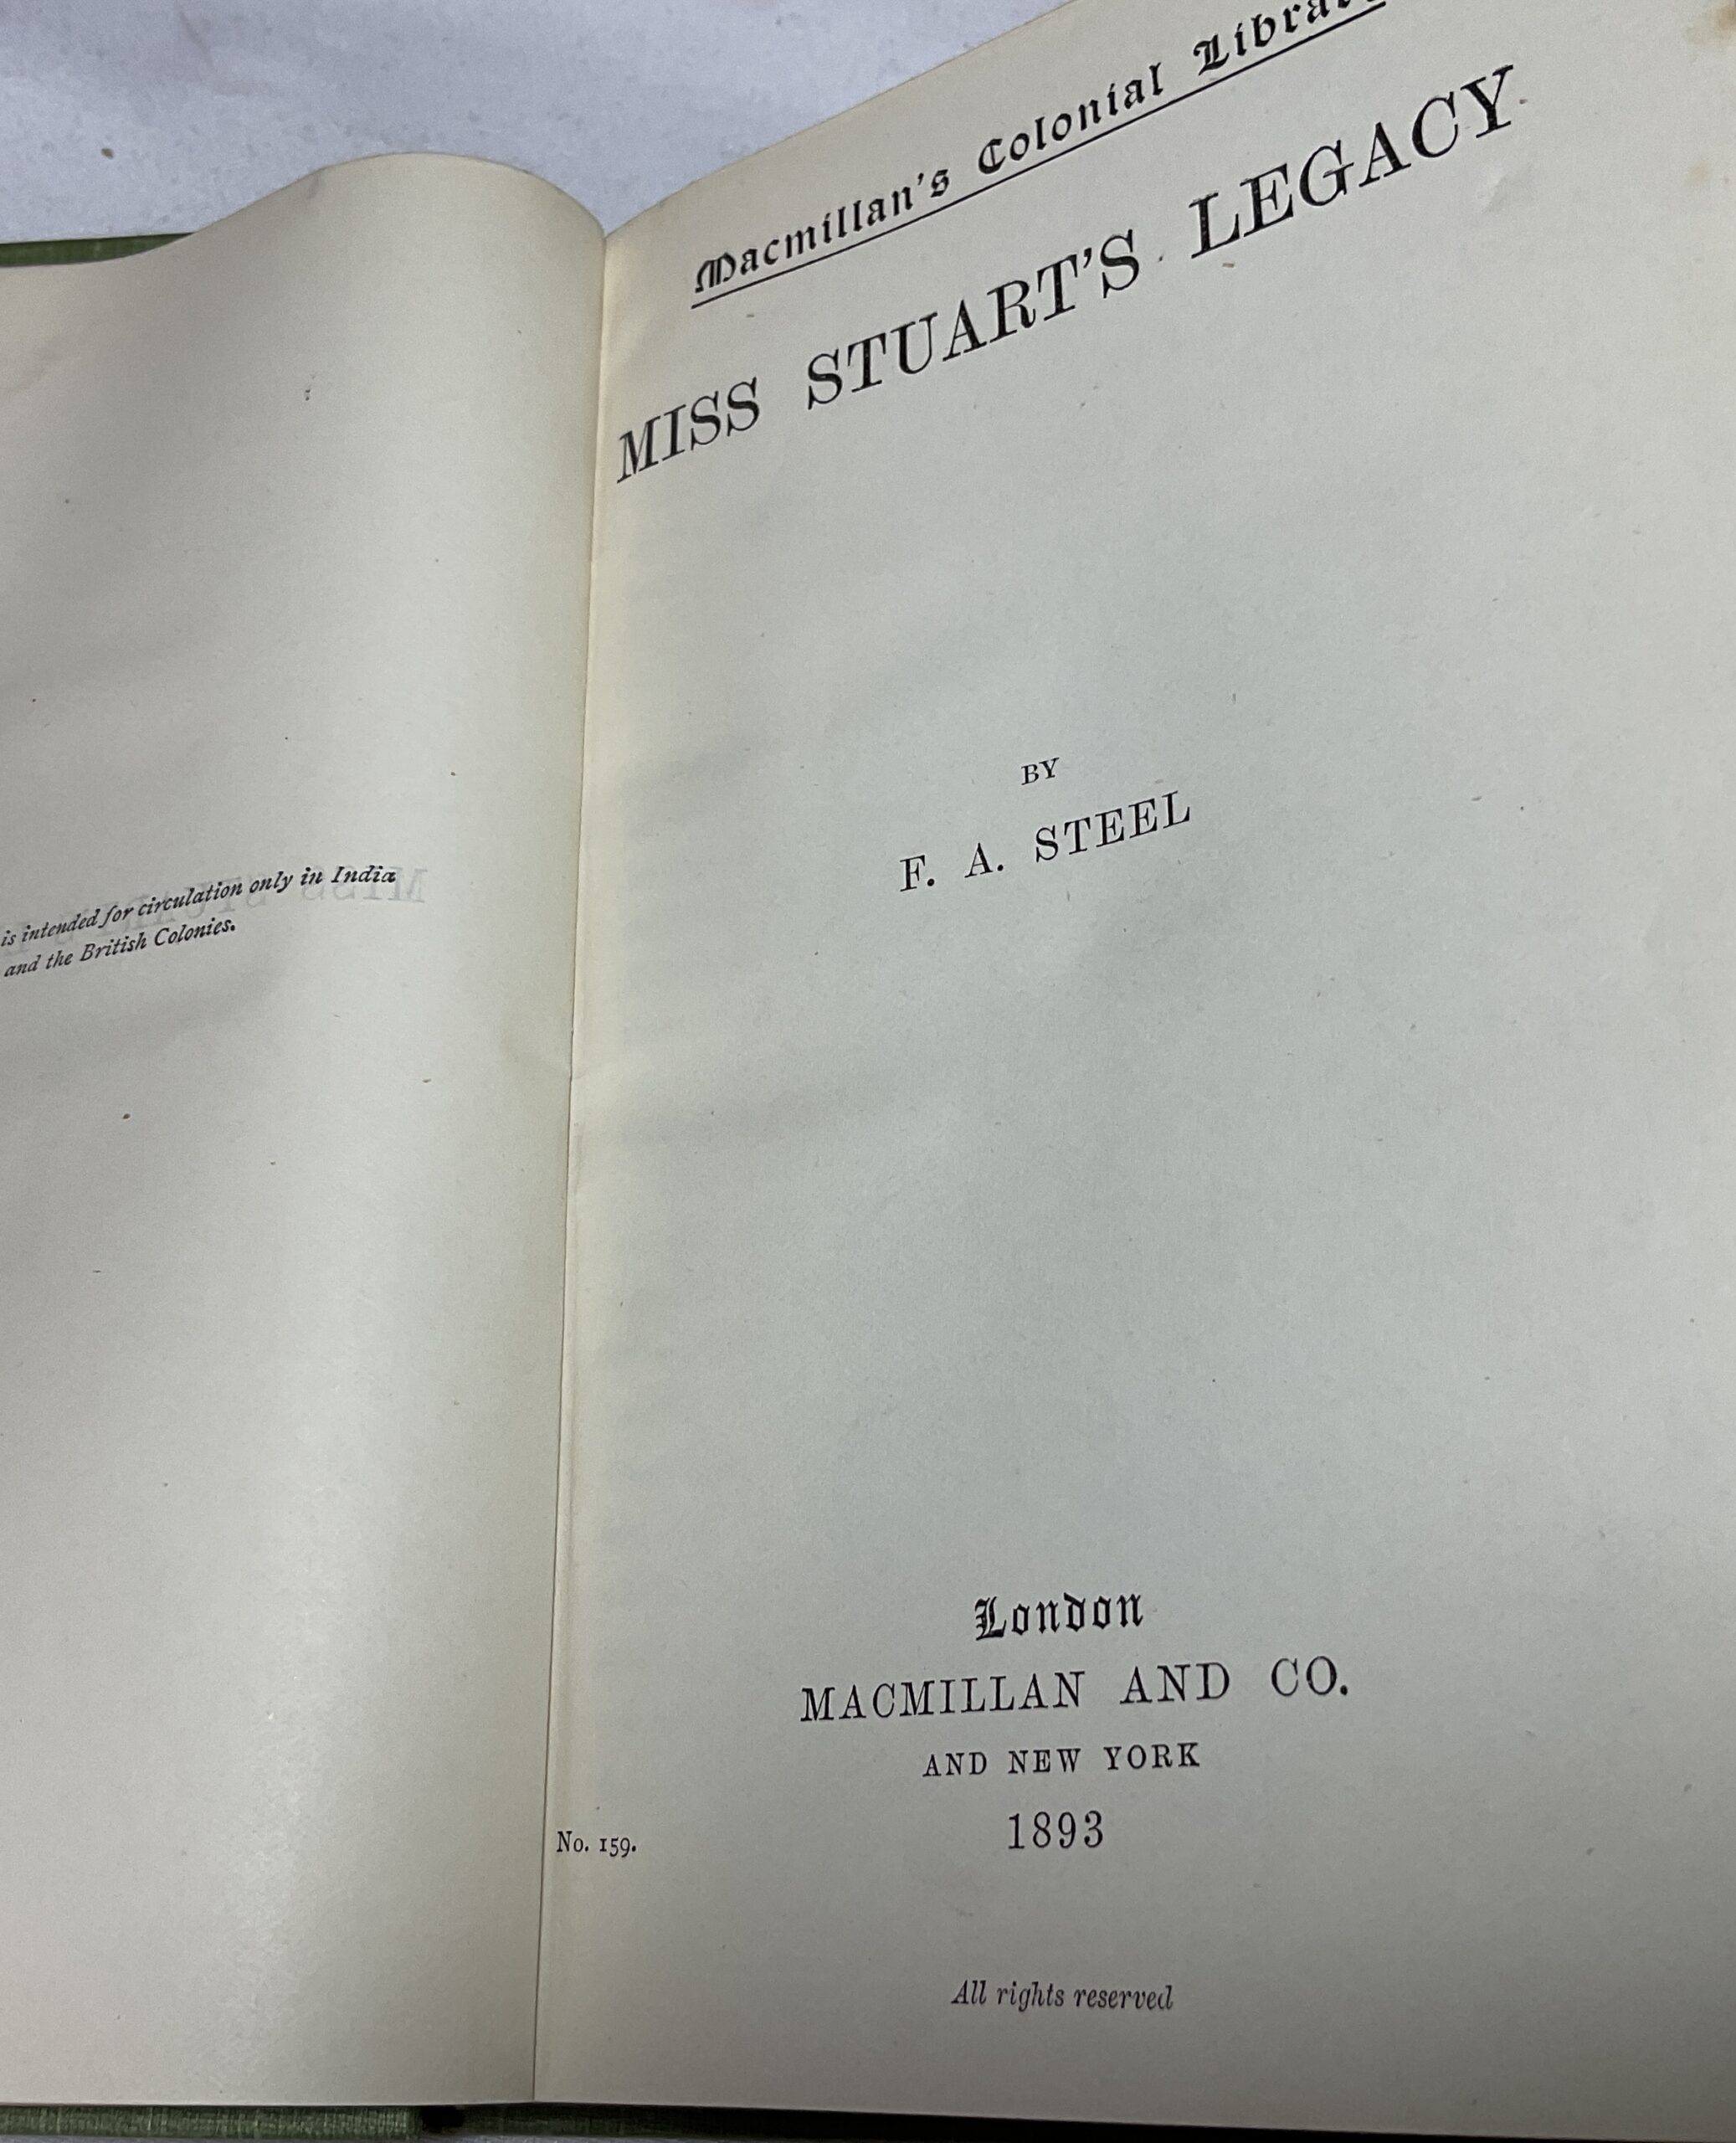 is intended for circulation only in India
and the British Colonies.
Macmillan's Colonial
MISS STUART'S LEGACY
BY
F. A. STEEL
London
MACMILLAN AND CO.
AND NEW YORK
1893
No. 159.
All rights reserved